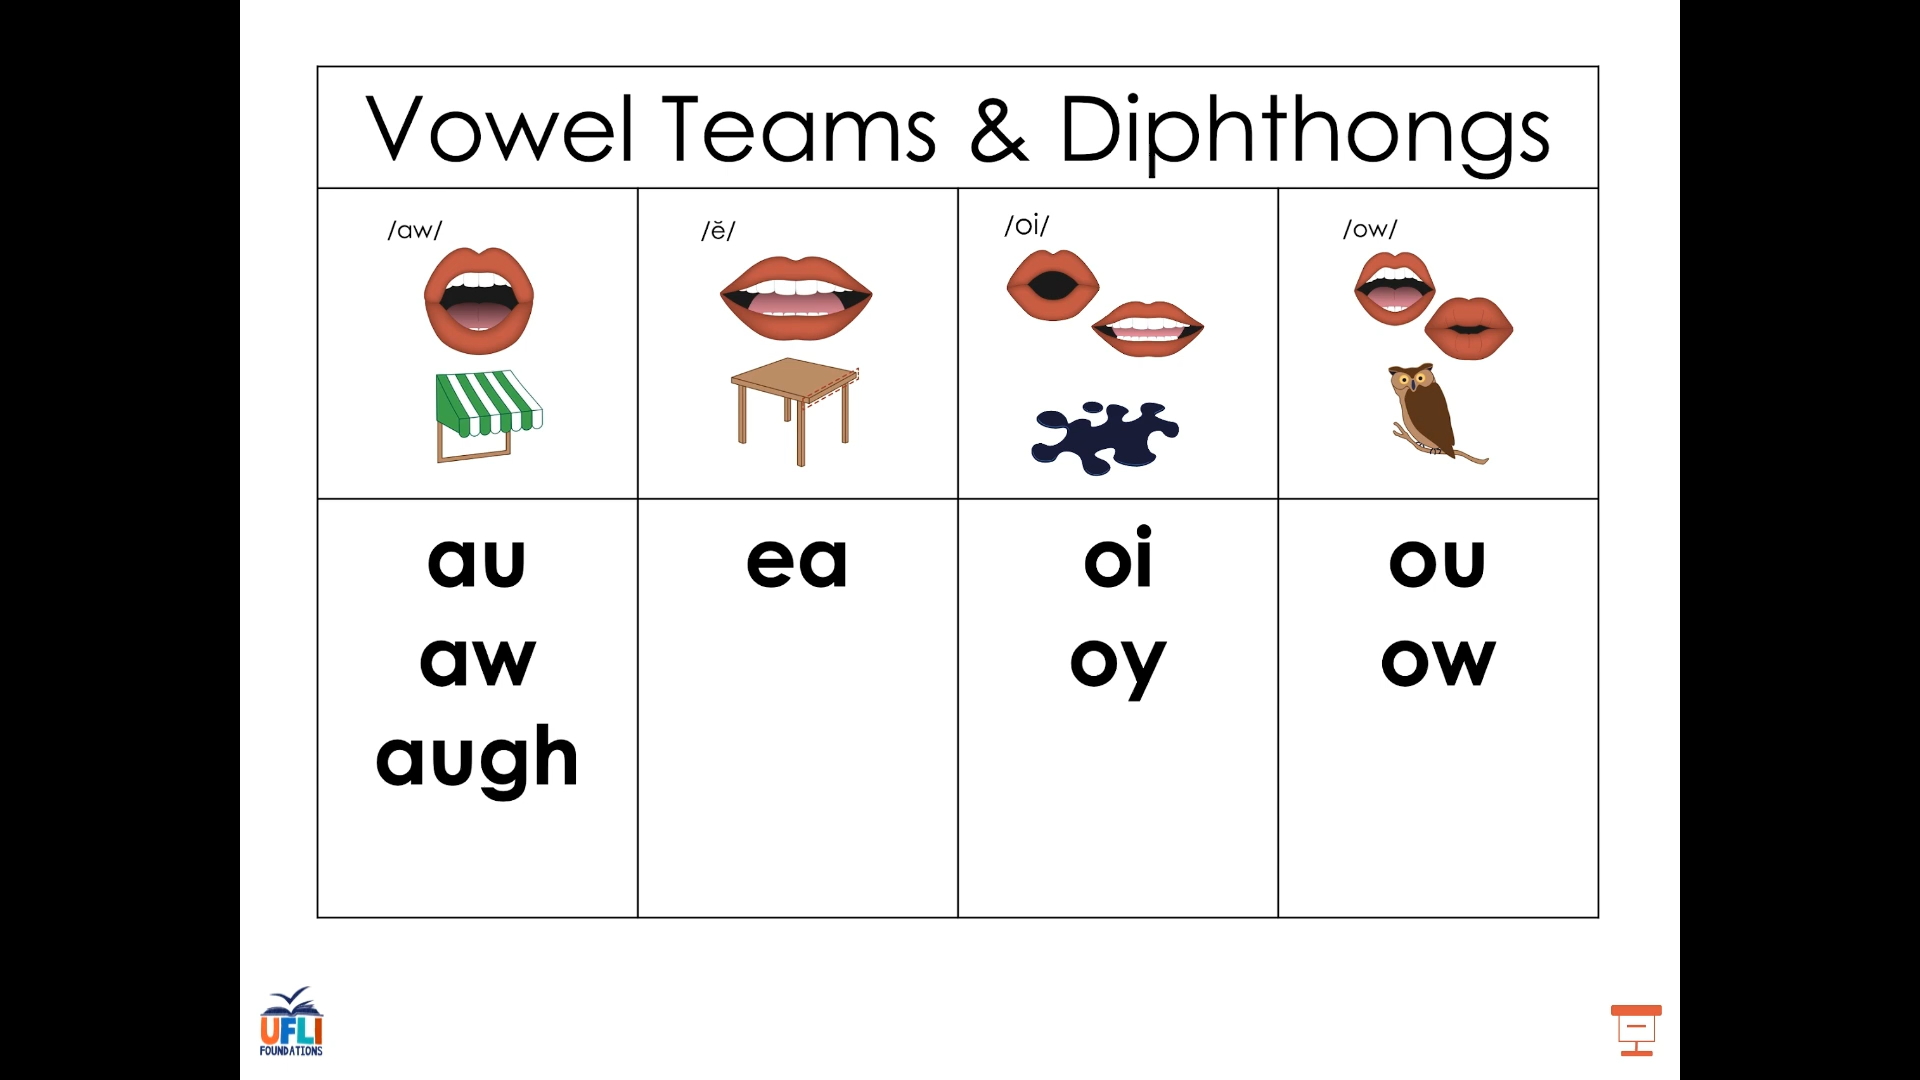 Vowel Teams & Diphthongs
/aw/
/ĕ/
/oi/
/ow/
au
aw
augh
ea
oi
oy
ou
ow
UFLI
FOUNDATIONS